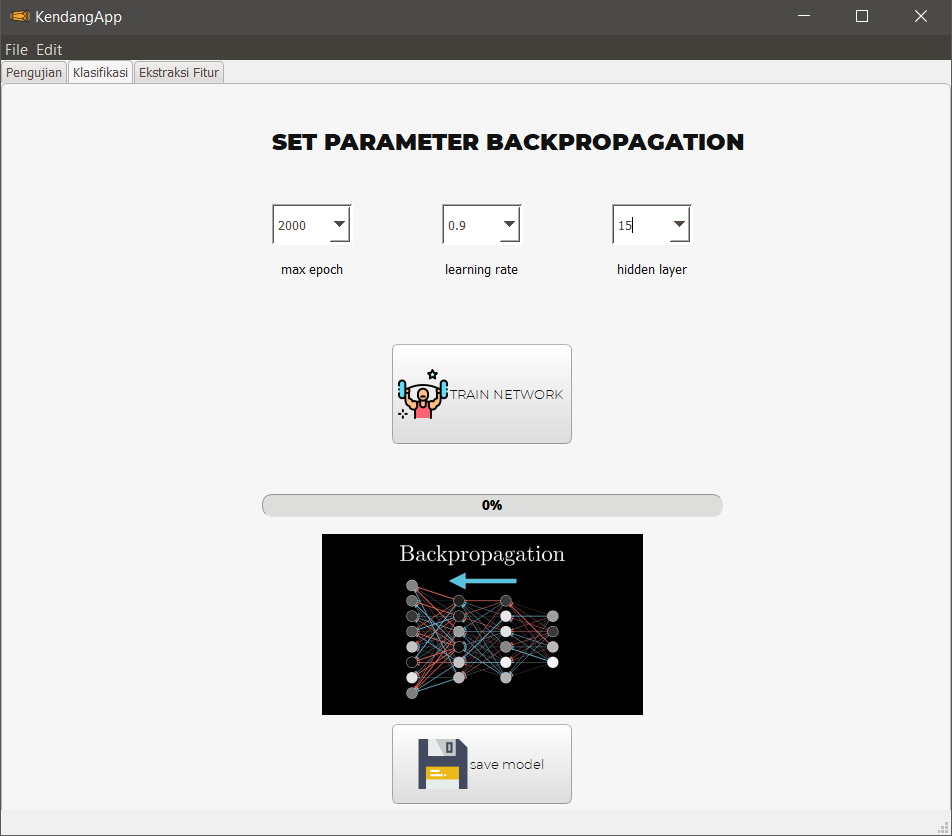 KendangApp
File Edit
Pengujian Klasifikasi Ekstraksi Fitur
SET PARAMETER BACKPROPAGATION
2000 0.9 15
max epoch learning rate hidden layer
TRAIN NETWORK
0%
Backpropagation
save model